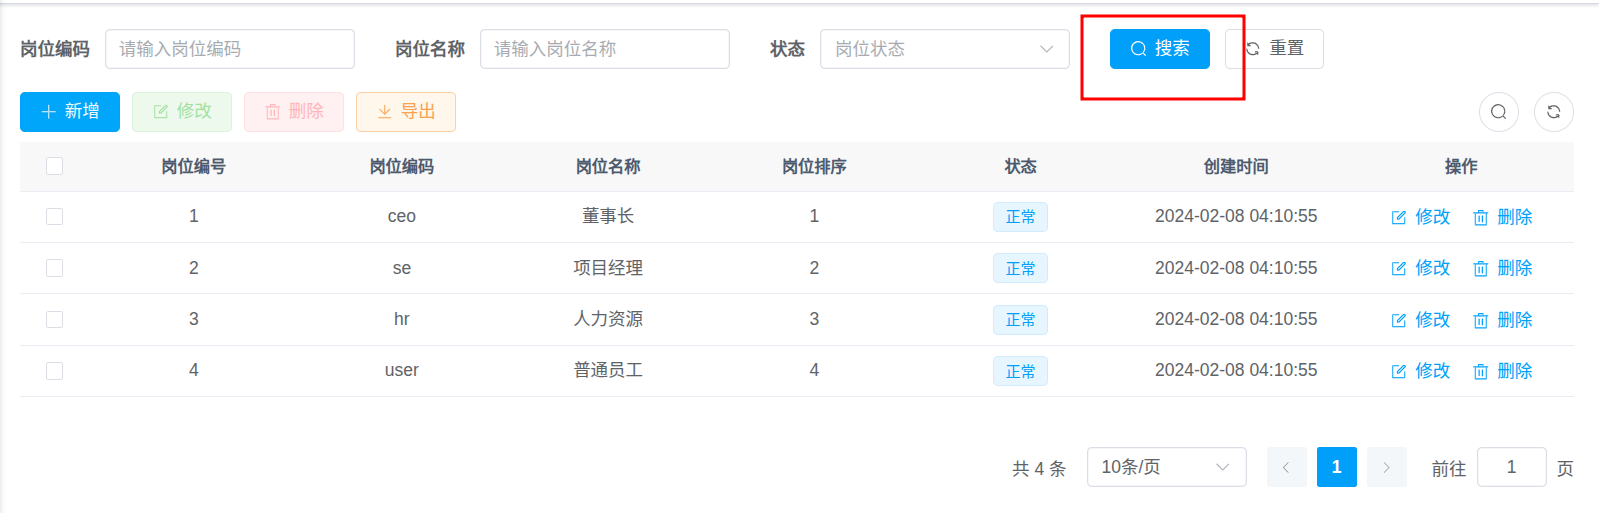 岗位编码 请输入岗位编码 岗位名称 请输入岗位名称 状态 岗位状态 搜索 重置
新增 修改 删除 导出
岗位编号 岗位编码 岗位名称 岗位排序 状态 创建时间 操作
1 ceo 董事长 1 正常 2024-02-08 04:10:55 修改 删除
2 se 项目经理 2 正常 2024-02-08 04:10:55 修改 删除
3 hr 人力资源 3 正常 2024-02-08 04:10:55 修改 删除
4 user 普通员工 4 正常 2024-02-08 04:10:55 修改 删除
共 4 条 10条/页 1 前往 1 页